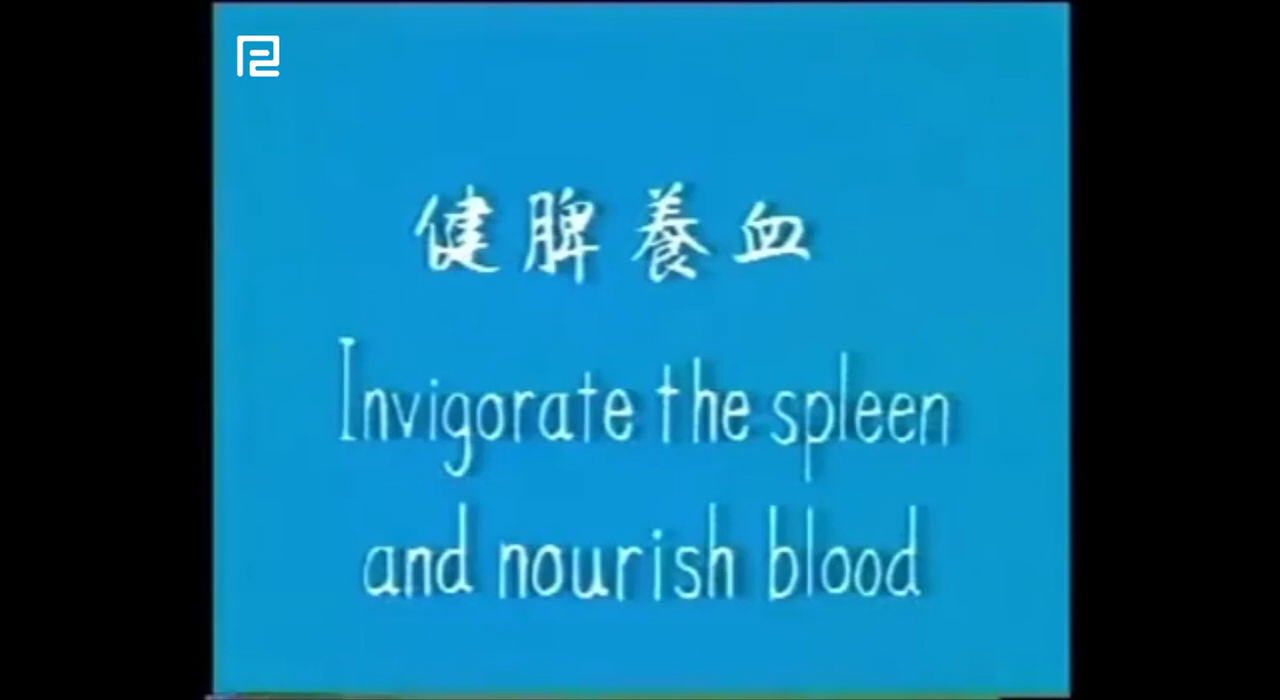 健脾養血
Invigorate the spleen
and nourish blood